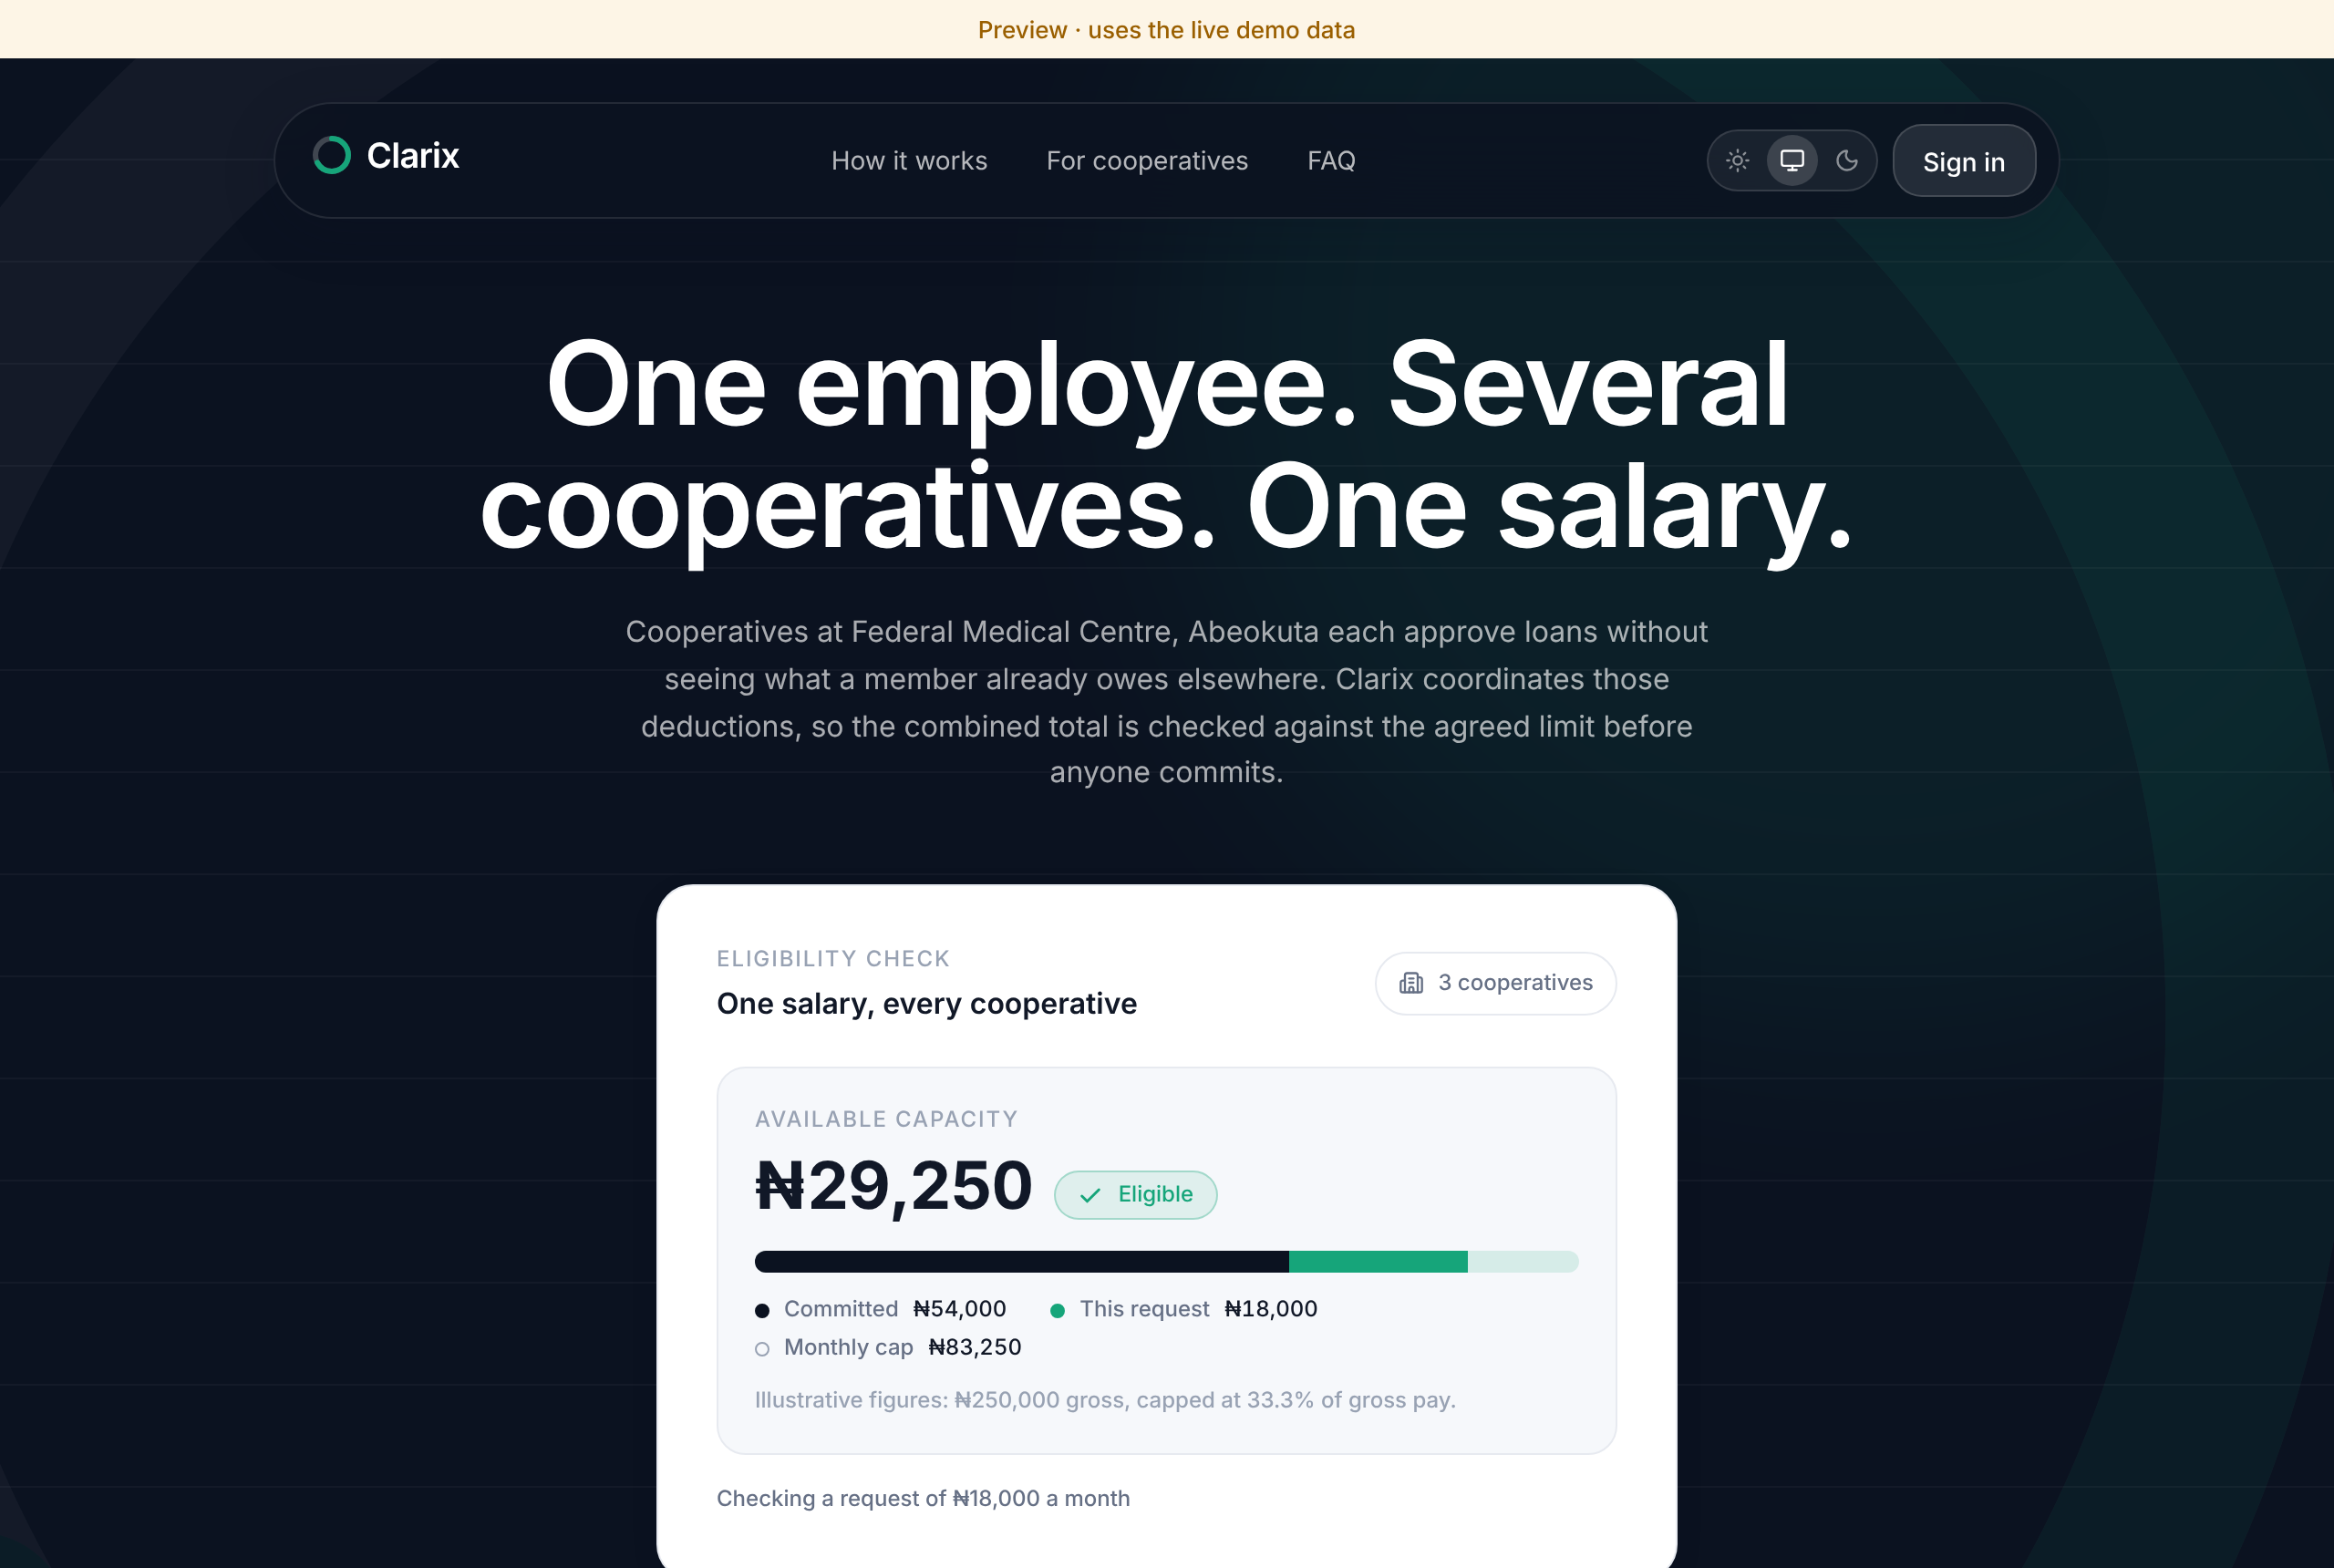 Preview · uses the live demo data
Clarix
How it works
For cooperatives
FAQ
Sign in
One employee. Several
cooperatives. One salary.
Cooperatives at Federal Medical Centre, Abeokuta each approve loans without
seeing what a member already owes elsewhere. Clarix coordinates those
deductions, so the combined total is checked against the agreed limit before
anyone commits.
ELIGIBILITY CHECK
One salary, every cooperative
3 cooperatives
AVAILABLE CAPACITY
₦29,250
Eligible
Committed ₦54,000
This request ₦18,000
Monthly cap ₦83,250
Illustrative figures: ₦250,000 gross, capped at 33.3% of gross pay.
Checking a request of ₦18,000 a month